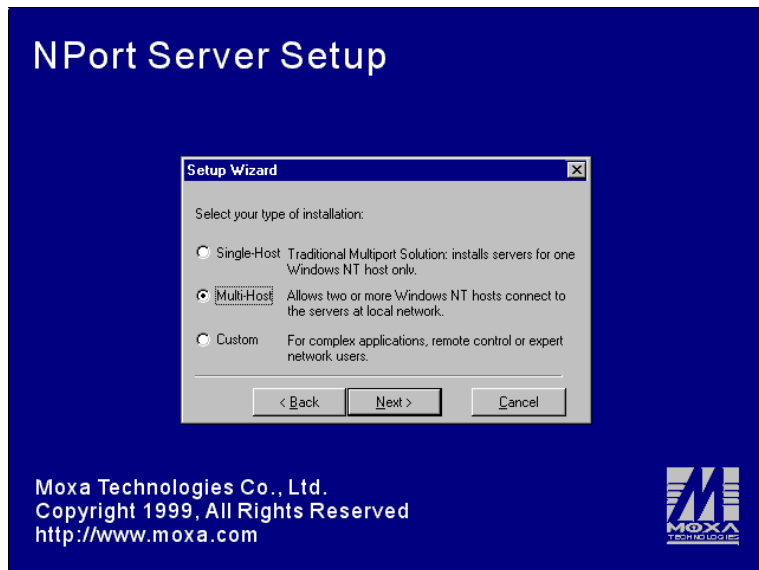 NPort Server Setup
Setup Wizard
Select your type of installation:
Single-Host Traditional Multiport Solution: installs servers for one
Windows NT host only.
Multi-Host Allows two or more Windows NT hosts connect to
the servers at local network.
Custom For complex applications, remote control or expert
network users.
< Back Next > Cancel
Moxa Technologies Co., Ltd.
Copyright 1999, All Rights Reserved
http://www.moxa.com
MOXA
TECHNOLOGIES